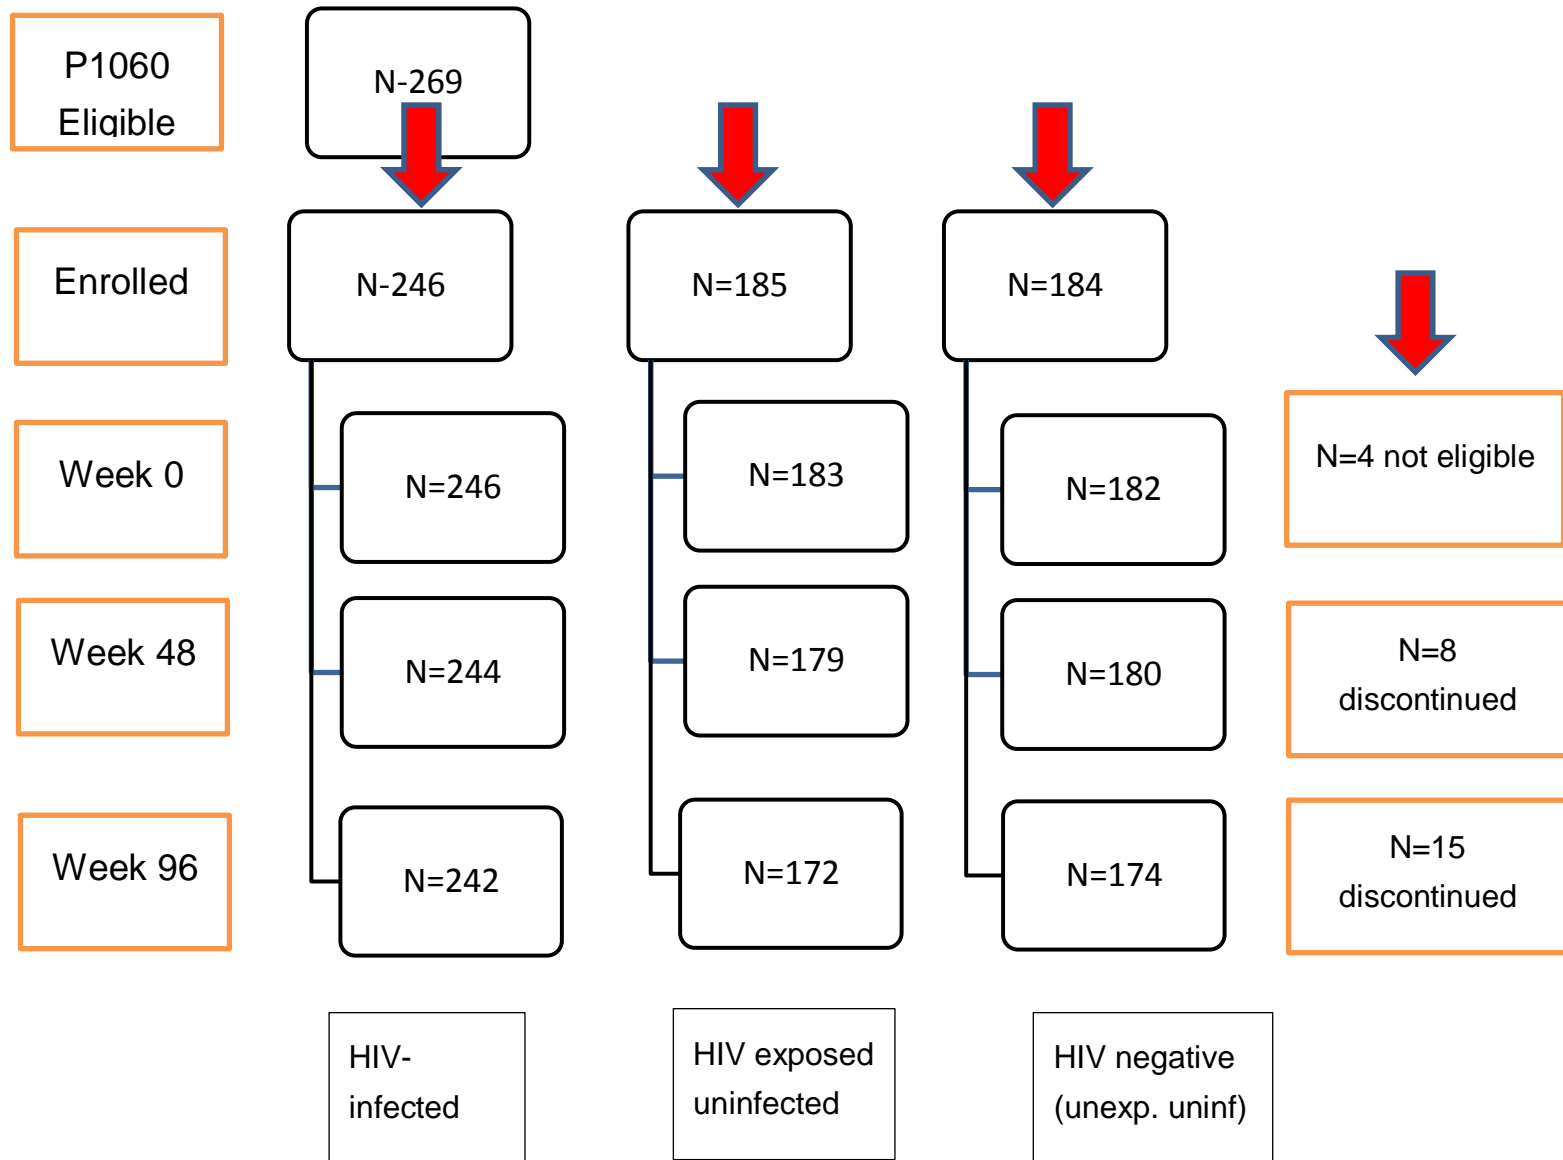 P1060
Eligible
N-269
Enrolled
N-246
N=185
N=184
Week 0
N=246
N=183
N=182
N=4 not eligible
Week 48
N=244
N=179
N=180
N=8
discontinued
Week 96
N=242
N=172
N=174
N=15
discontinued
HIV-
infected
HIV exposed
uninfected
HIV negative
(unexp. uninf)